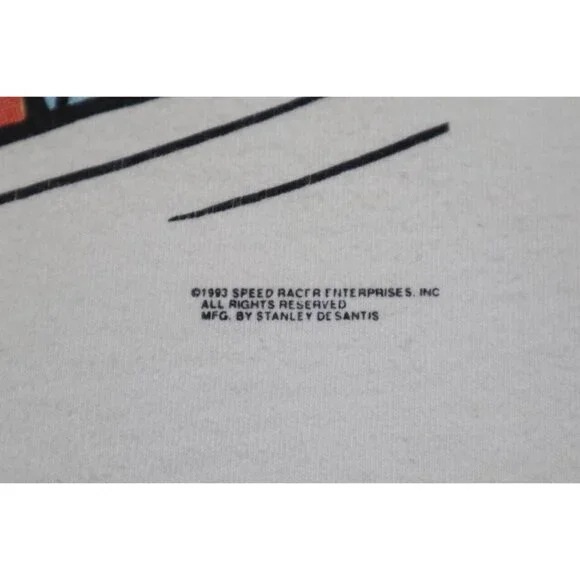 ©1993 SPEED RACER ENTERPRISES, INC
ALL RIGHTS RESERVED
MFG. BY STANLEY DESANTIS